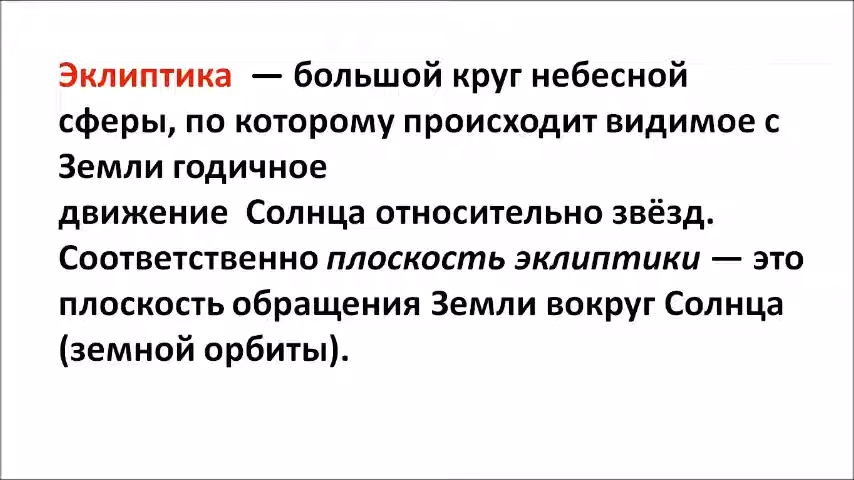 Эклиптика — большой круг небесной
сферы, по которому происходит видимое с
Земли годичное
движение Солнца относительно звёзд.
Соответственно плоскость эклиптики — это
плоскость обращения Земли вокруг Солнца
(земной орбиты).